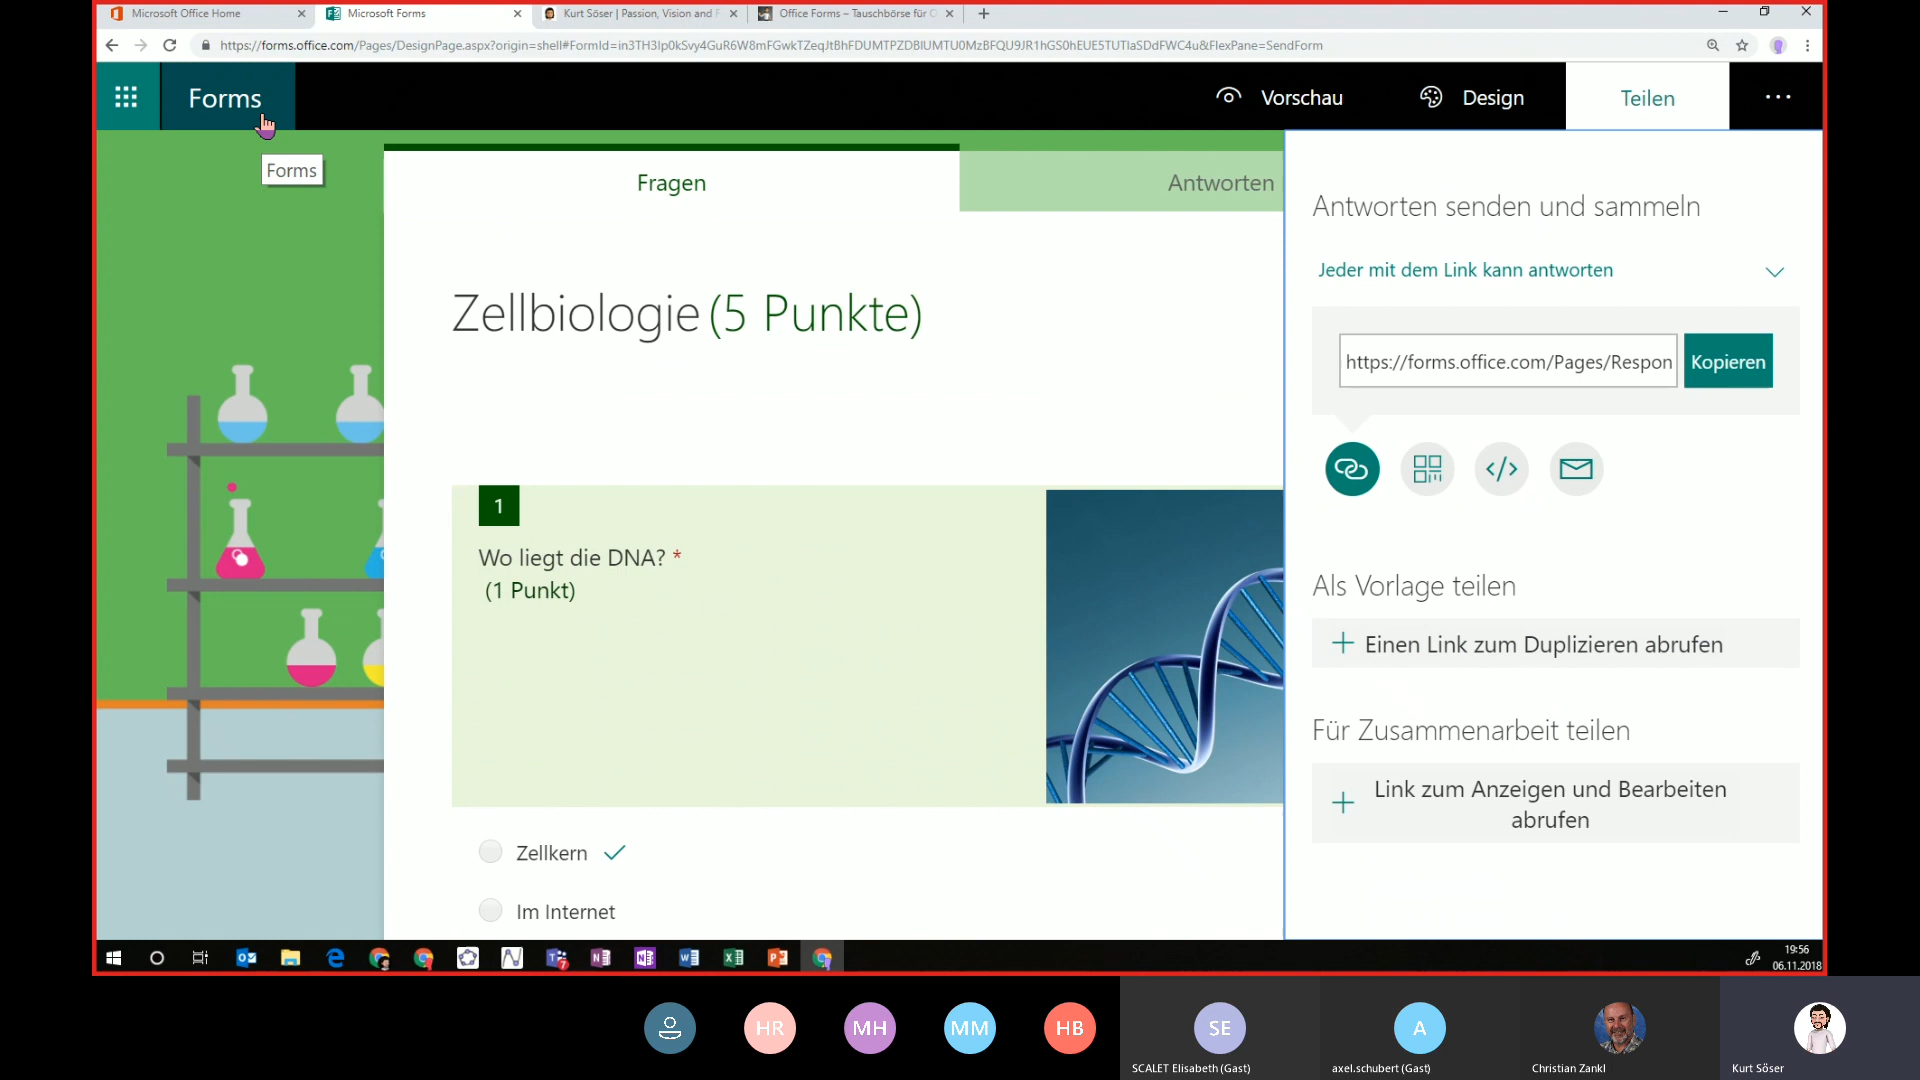 Microsoft Office Home
Microsoft Forms
Kurt Söser | Passion, Vision and F
Office Forms – Tauschbörse für O
https://forms.office.com/Pages/DesignPage.aspx?origin=shell#FormId=
&FlexPane=SendForm
Forms
Vorschau
Design
Teilen
Forms
Fragen
Antworten
Zellbiologie (5 Punkte)
1
Wo liegt die DNA? *
(1 Punkt)
Zellkern
Im Internet
Antworten senden und sammeln
Jeder mit dem Link kann antworten
https://forms.office.com/Pages/Respon
Kopieren
Als Vorlage teilen
Einen Link zum Duplizieren abrufen
Für Zusammenarbeit teilen
Link zum Anzeigen und Bearbeiten
abrufen
7
19:56
06.11.2018
HR
MH
MM
HB
SE
A
SCALET Elisabeth (Gast)
axel.schubert (Gast)
Christian Zankl
Kurt Söser